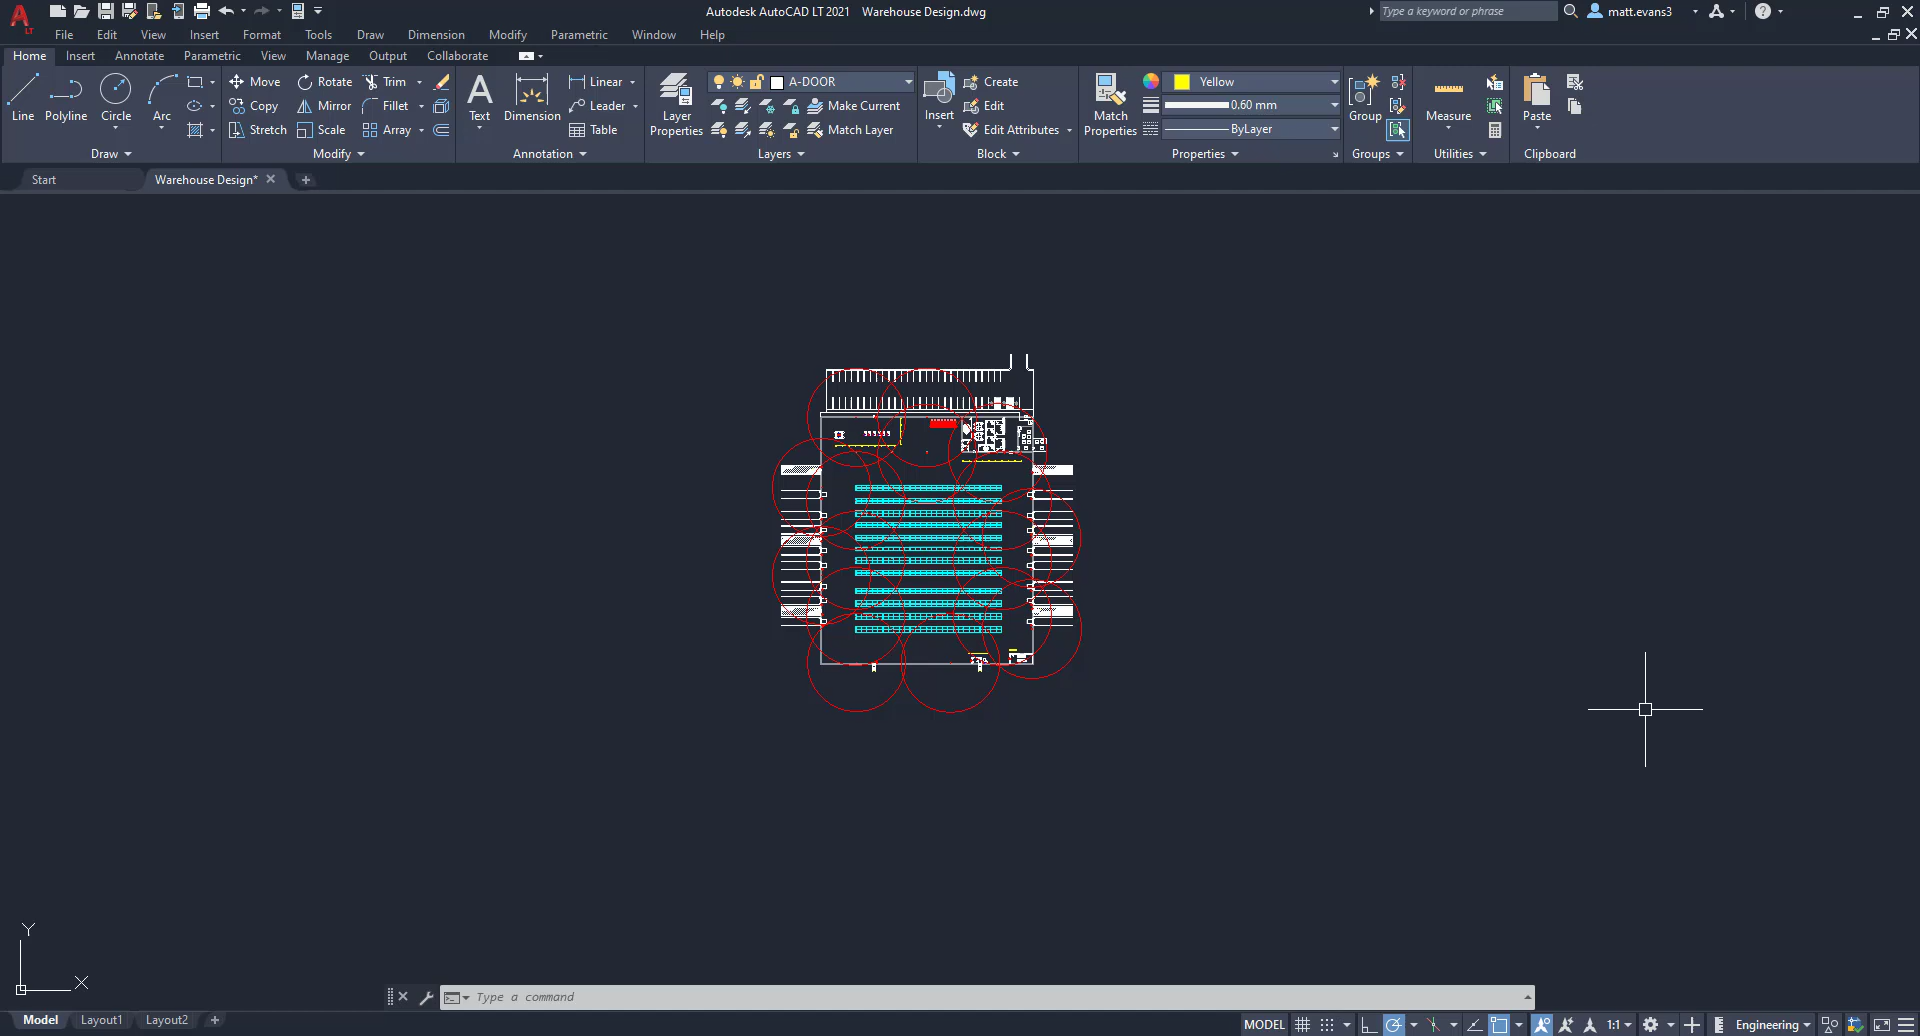 Autodesk AutoCAD LT 2021 Warehouse Design.dwg
Type a keyword or phrase
matt.evans3
LT
File Edit View Insert Format Tools Draw Dimension Modify Parametric Window Help
Home Insert Annotate Parametric View Manage Output Collaborate
Line Polyline Circle Arc
Move Rotate Trim
Copy Mirror Fillet
Stretch Scale Array
Text Dimension
Linear
Leader
Table
Layer Properties
A-DOOR
Make Current
Match Layer
Insert
Create
Edit
Edit Attributes
Match Properties
Yellow
0.60 mm
ByLayer
Group
Measure
Paste
Draw Modify Annotation Layers Block Properties Groups Utilities Clipboard
Start Warehouse Design*
Y
X
Type a command
Model Layout1 Layout2
MODEL 1:1 Engineering